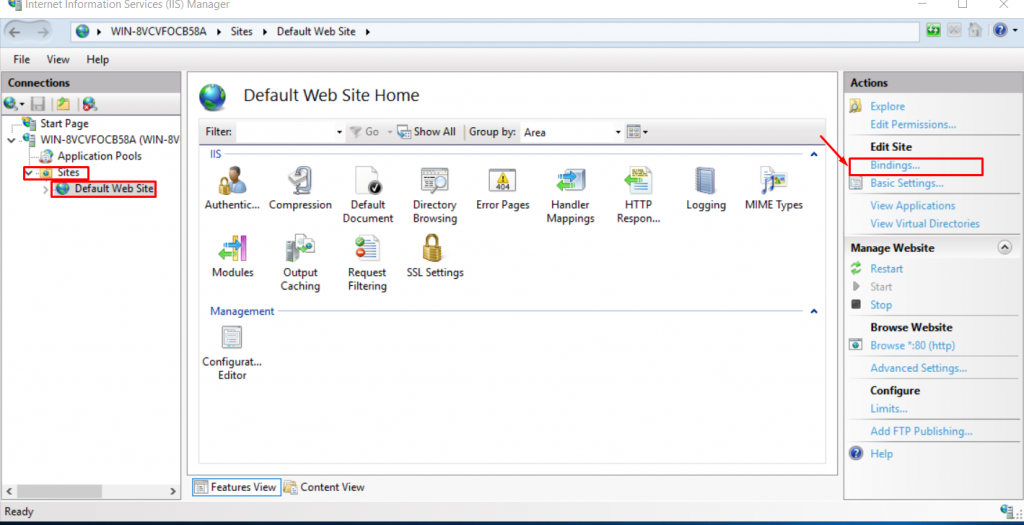 Internet Information Services (IIS) Manager
WIN-8VCVFOCB58A
Sites
Default Web Site
File View Help
Connections
Start Page
WIN-8VCVFOCB58A (WIN-8V
Application Pools
Sites
Default Web Site
Default Web Site Home
Filter: Go Show All Group by: Area
IIS
Authentic... Compression Default Document Directory Browsing Error Pages Handler Mappings HTTP Respon... Logging MIME Types
404
Modules Output Caching Request Filtering SSL Settings
Management
Configurat... Editor
Features View Content View
Actions
Explore
Edit Permissions...
Edit Site
Bindings...
Basic Settings...
View Applications
View Virtual Directories
Manage Website
Restart
Start
Stop
Browse Website
Browse *:80 (http)
Advanced Settings...
Configure
Limits...
Add FTP Publishing...
Help
Ready